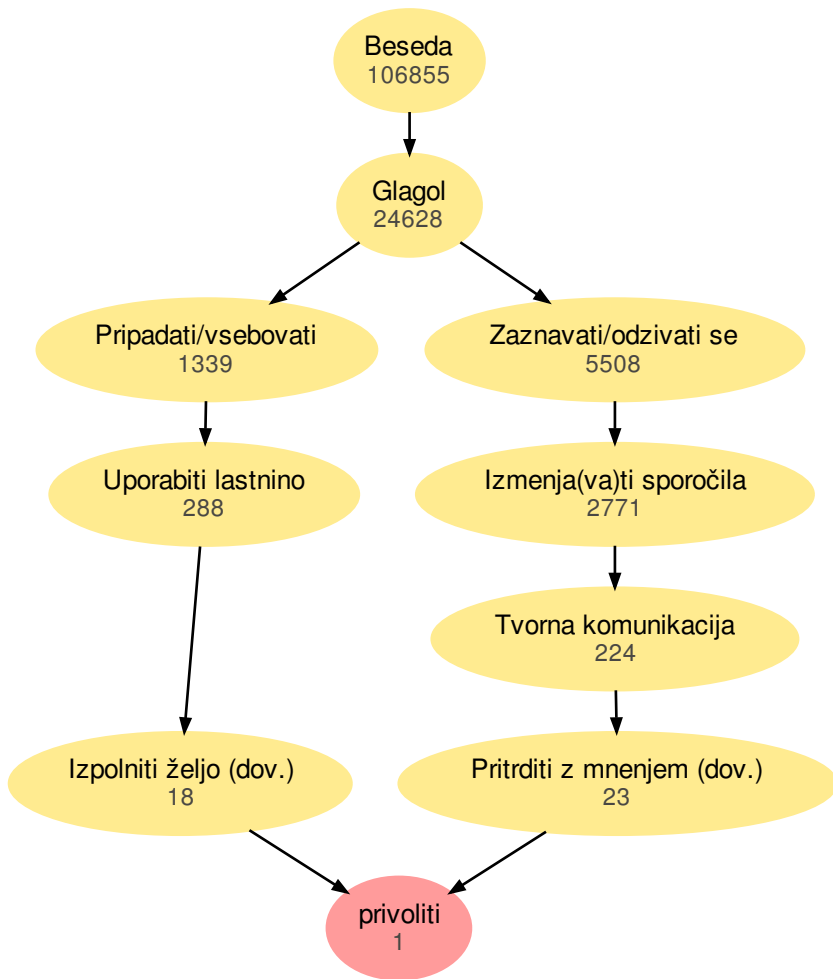 Beseda
106855
Glagol
24628
Pripadati/vsebovati
1339
Zaznavati/odzivati se
5508
Uporabiti lastnino
288
Izmenja(va)ti sporočila
2771
Tvorna komunikacija
224
Izpolniti željo (dov.)
18
Pritrditi z mnenjem (dov.)
23
privoliti
1